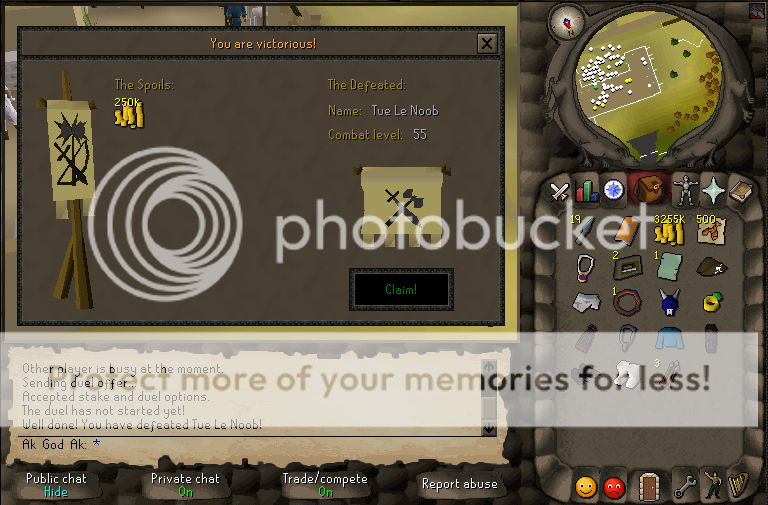 You are victorious!
The Spoils:
250K
The Defeated:
Name: Tue Le Noob
Combat level: 55
Claim!
19
3255K
500
2
1
1
3
photobucket
Protect more of your memories for less!
Other player is busy at the moment.
Sending duel offer...
Accepted stake and duel options.
The duel has not started yet!
Well done! You have defeated Tue Le Noob!
Ak God Ak: *
Public chat
Hide
Private chat
On
Trade/compete
On
Report abuse